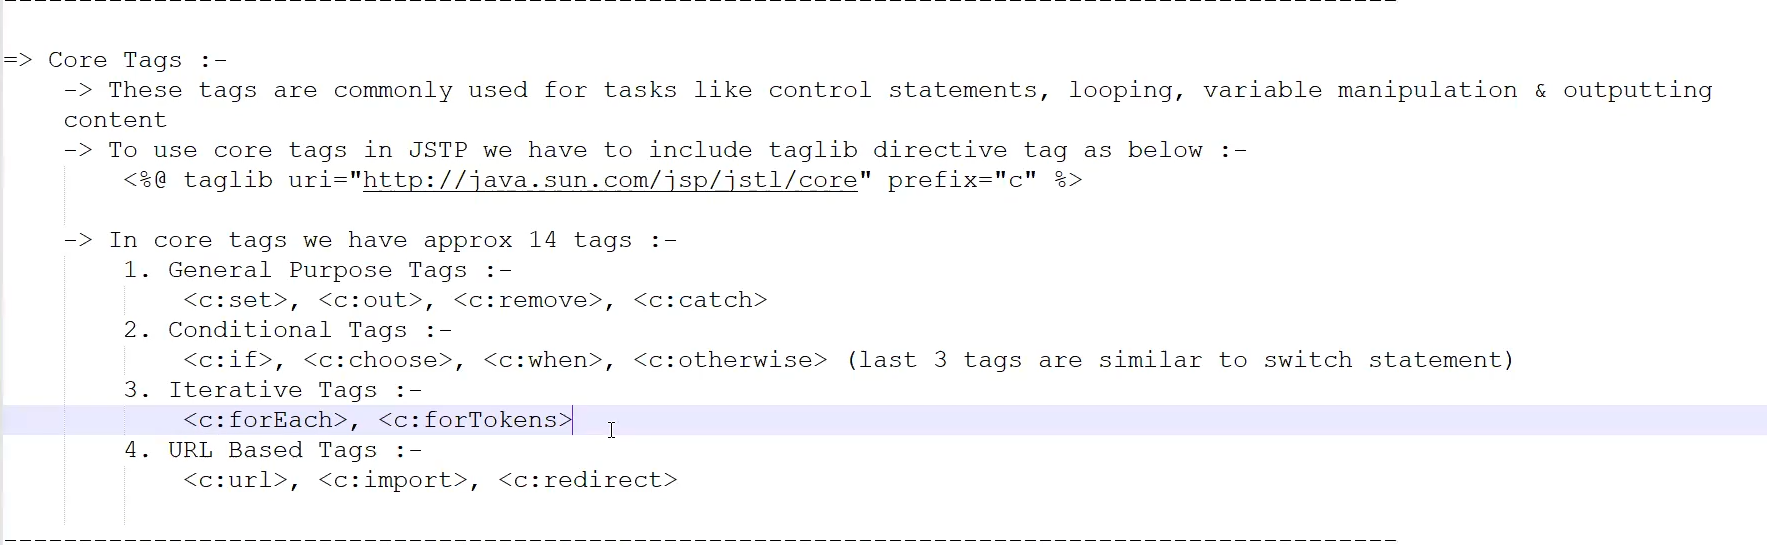 => Core Tags :-
-> These tags are commonly used for tasks like control statements, looping, variable manipulation & outputting
content
-> To use core tags in JSTP we have to include taglib directive tag as below :-
<%@ taglib uri="http://java.sun.com/jsp/jstl/core" prefix="c" %>
-> In core tags we have approx 14 tags :-
1. General Purpose Tags :-
<c:set>, <c:out>, <c:remove>, <c:catch>
2. Conditional Tags :-
<c:if>, <c:choose>, <c:when>, <c:otherwise> (last 3 tags are similar to switch statement)
3. Iterative Tags :-
<c:forEach>, <c:forTokens>
4. URL Based Tags :-
<c:url>, <c:import>, <c:redirect>